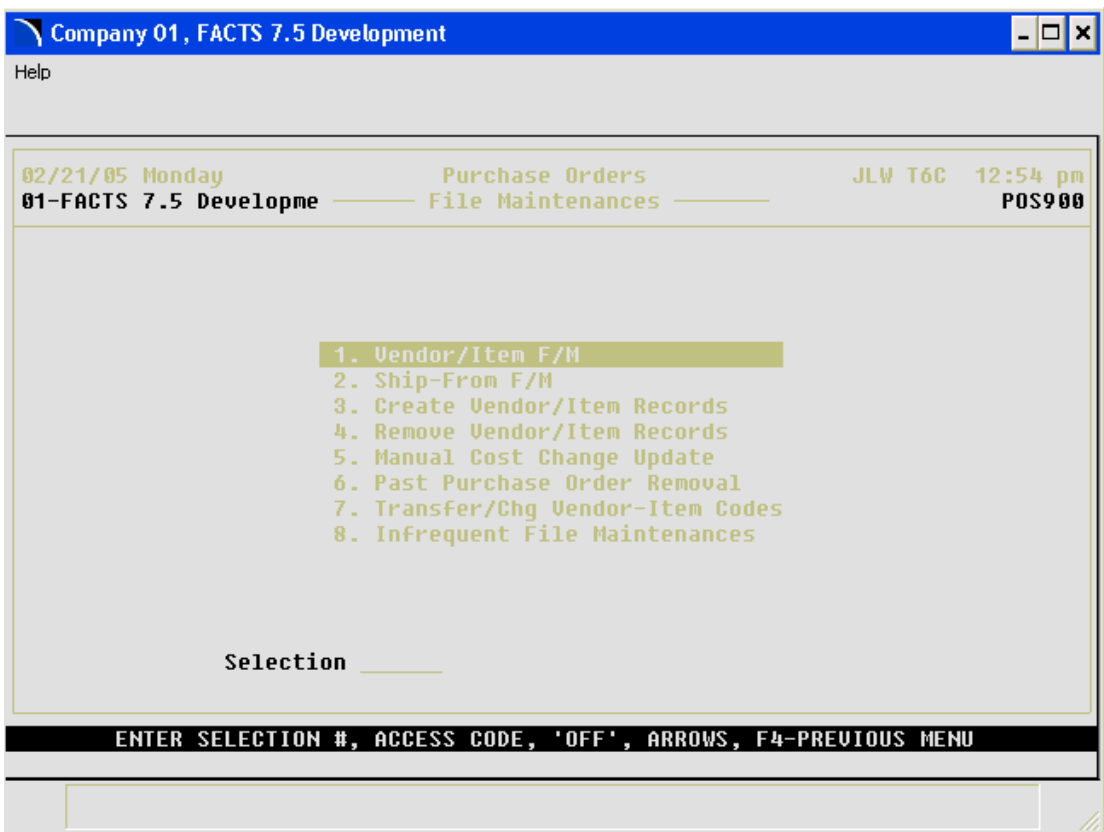 Company 01, FACTS 7.5 Development
Help
02/21/05 Monday Purchase Orders JLW T6C 12:54 pm
01-FACTS 7.5 Developme File Maintenances POS900
1. Vendor/Item F/M
2. Ship-From F/M
3. Create Vendor/Item Records
4. Remove Vendor/Item Records
5. Manual Cost Change Update
6. Past Purchase Order Removal
7. Transfer/Chg Vendor-Item Codes
8. Infrequent File Maintenances
Selection ______
ENTER SELECTION #, ACCESS CODE, 'OFF', ARROWS, F4-PREVIOUS MENU